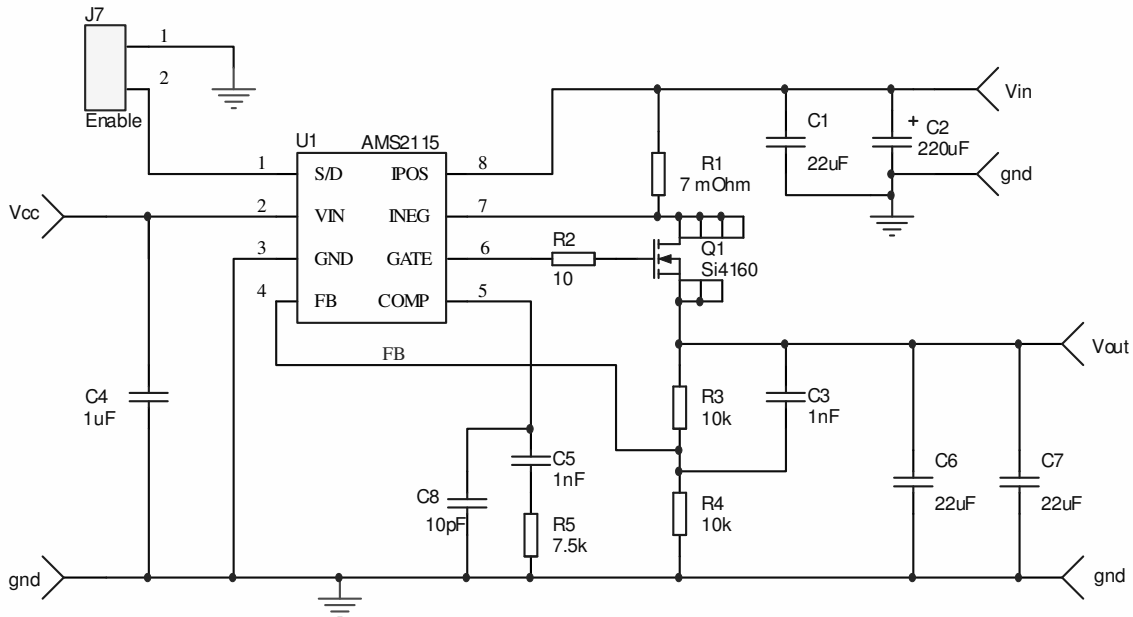 J7
1
2
Enable
U1
AMS2115
1
S/D
IPOS
8
2
VIN
INEG
7
3
GND
GATE
6
4
FB
COMP
5
Vcc
C4
1uF
gnd
FB
R2
10
R1
7 mOhm
Q1
Si4160
C1
22uF
+
C2
220uF
Vin
gnd
Vout
R3
10k
C3
1nF
C5
1nF
C8
10pF
R5
7.5k
R4
10k
C6
22uF
C7
22uF
gnd